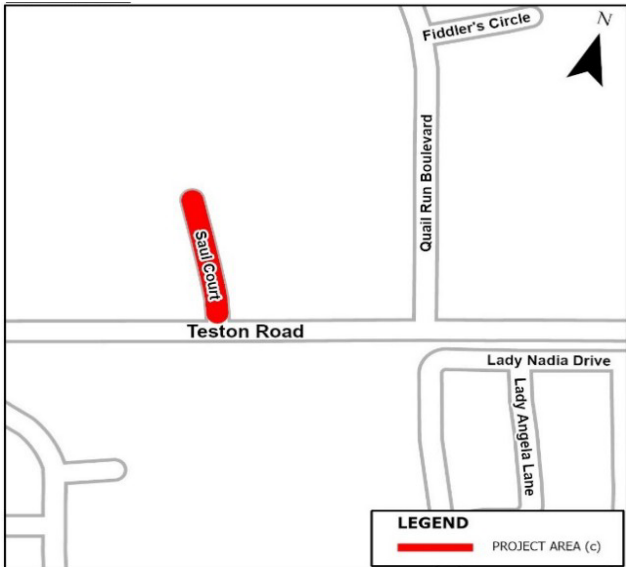 Fiddler's Circle
N
Quail Run Boulevard
Saul Court
Teston Road
Lady Nadia Drive
Lady Angela Lane
LEGEND
PROJECT AREA (c)